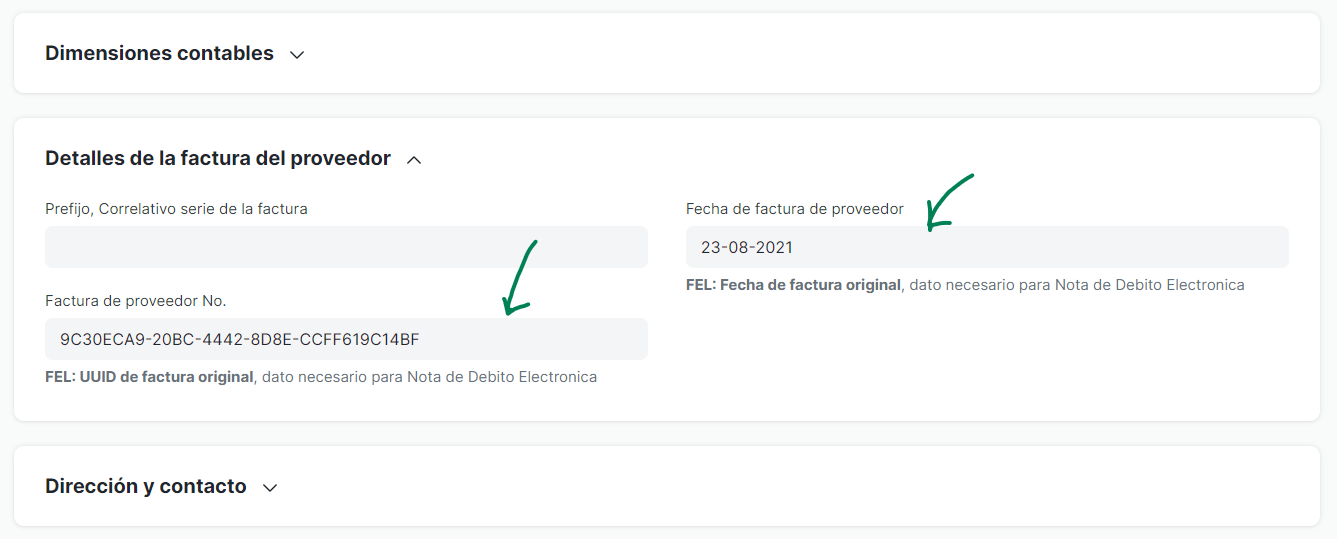 Dimensiones contables
Detalles de la factura del proveedor
Prefijo, Correlativo serie de la factura
Factura de proveedor No.
9C30ECA9-20BC-4442-8D8E-CCFF619C14BF
FEL: UUID de factura original, dato necesario para Nota de Debito Electronica
Fecha de factura de proveedor
23-08-2021
FEL: Fecha de factura original, dato necesario para Nota de Debito Electronica
Dirección y contacto